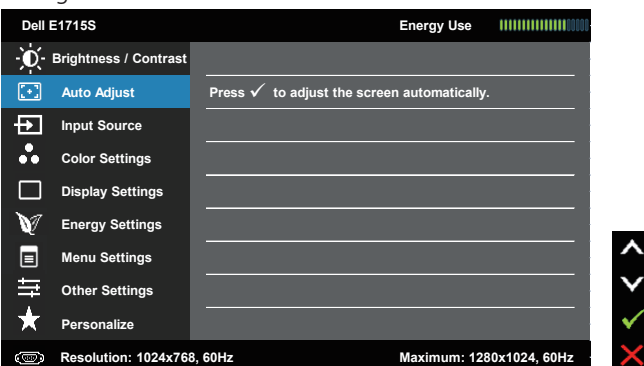 Dell E1715S Energy Use
Brightness / Contrast
Auto Adjust Press ✓ to adjust the screen automatically.
Input Source
Color Settings
Display Settings
Energy Settings
Menu Settings
Other Settings
Personalize
Resolution: 1024x768, 60Hz Maximum: 1280x1024, 60Hz